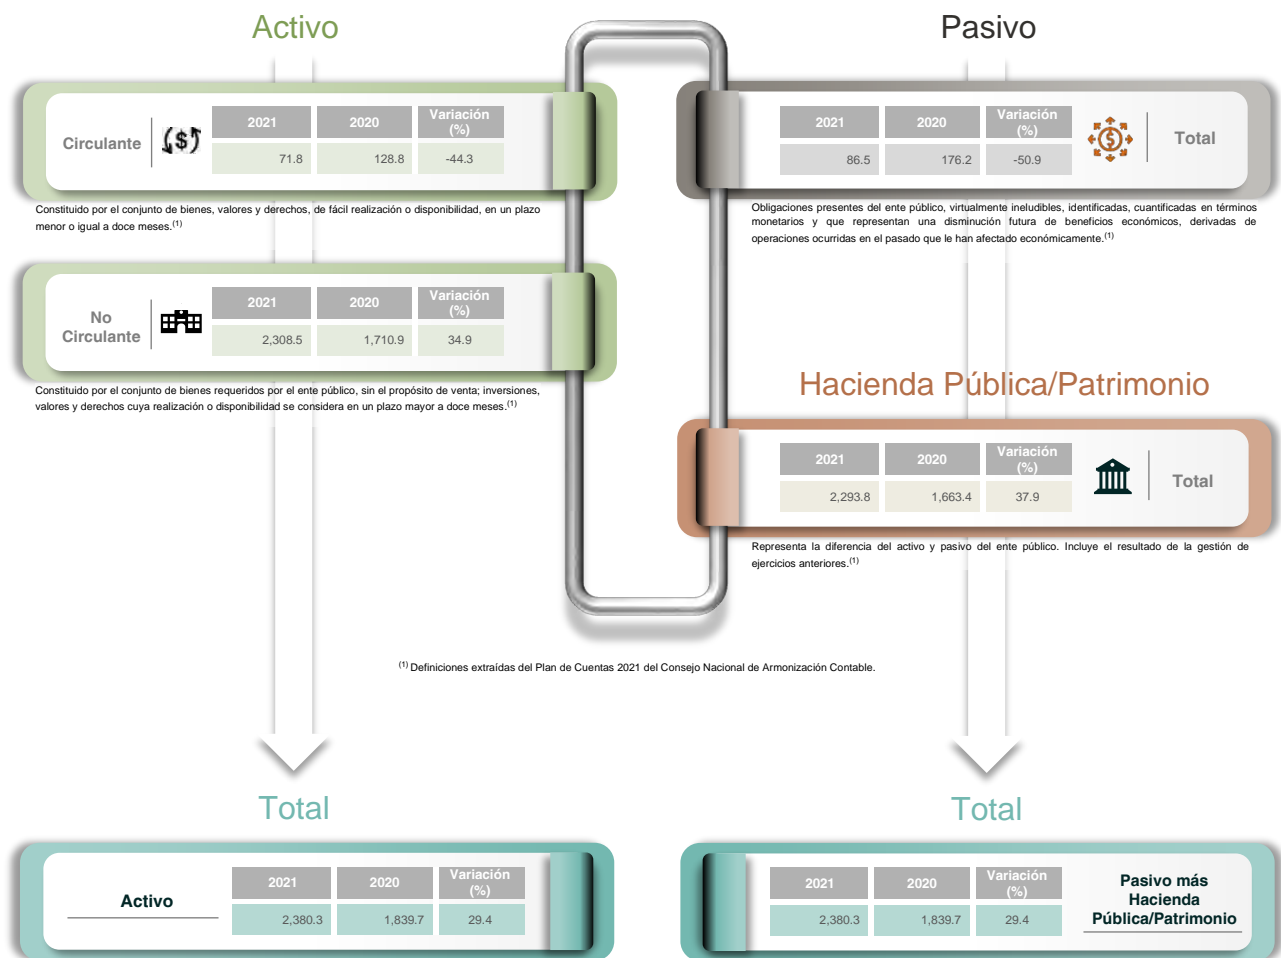 Activo
Circulante
2021 2020 Variación
(%)
71.8 128.8 -44.3
Constituido por el conjunto de bienes, valores y derechos, de fácil realización o disponibilidad, en un plazo
menor o igual a doce meses.(1)
No
Circulante
2021 2020 Variación
(%)
2,308.5 1,710.9 34.9
Constituido por el conjunto de bienes requeridos por el ente público, sin el propósito de venta; inversiones,
valores y derechos cuya realización o disponibilidad se considera en un plazo mayor a doce meses.(1)
Pasivo
2021 2020 Variación
(%)
86.5 176.2 -50.9
Total
Obligaciones presentes del ente público, virtualmente ineludibles, identificadas, cuantificadas en términos
monetarios y que representan una disminución futura de beneficios económicos, derivadas de
operaciones ocurridas en el pasado que le han afectado económicamente.(1)
Hacienda Pública/Patrimonio
2021 2020 Variación
(%)
2,293.8 1,663.4 37.9
Total
Representa la diferencia del activo y pasivo del ente público. Incluye el resultado de la gestión de
ejercicios anteriores.(1)
(1) Definiciones extraídas del Plan de Cuentas 2021 del Consejo Nacional de Armonización Contable.
Total
Activo
2021 2020 Variación
(%)
2,380.3 1,839.7 29.4
Total
2021 2020 Variación
(%)
2,380.3 1,839.7 29.4
Pasivo más
Hacienda
Pública/Patrimonio